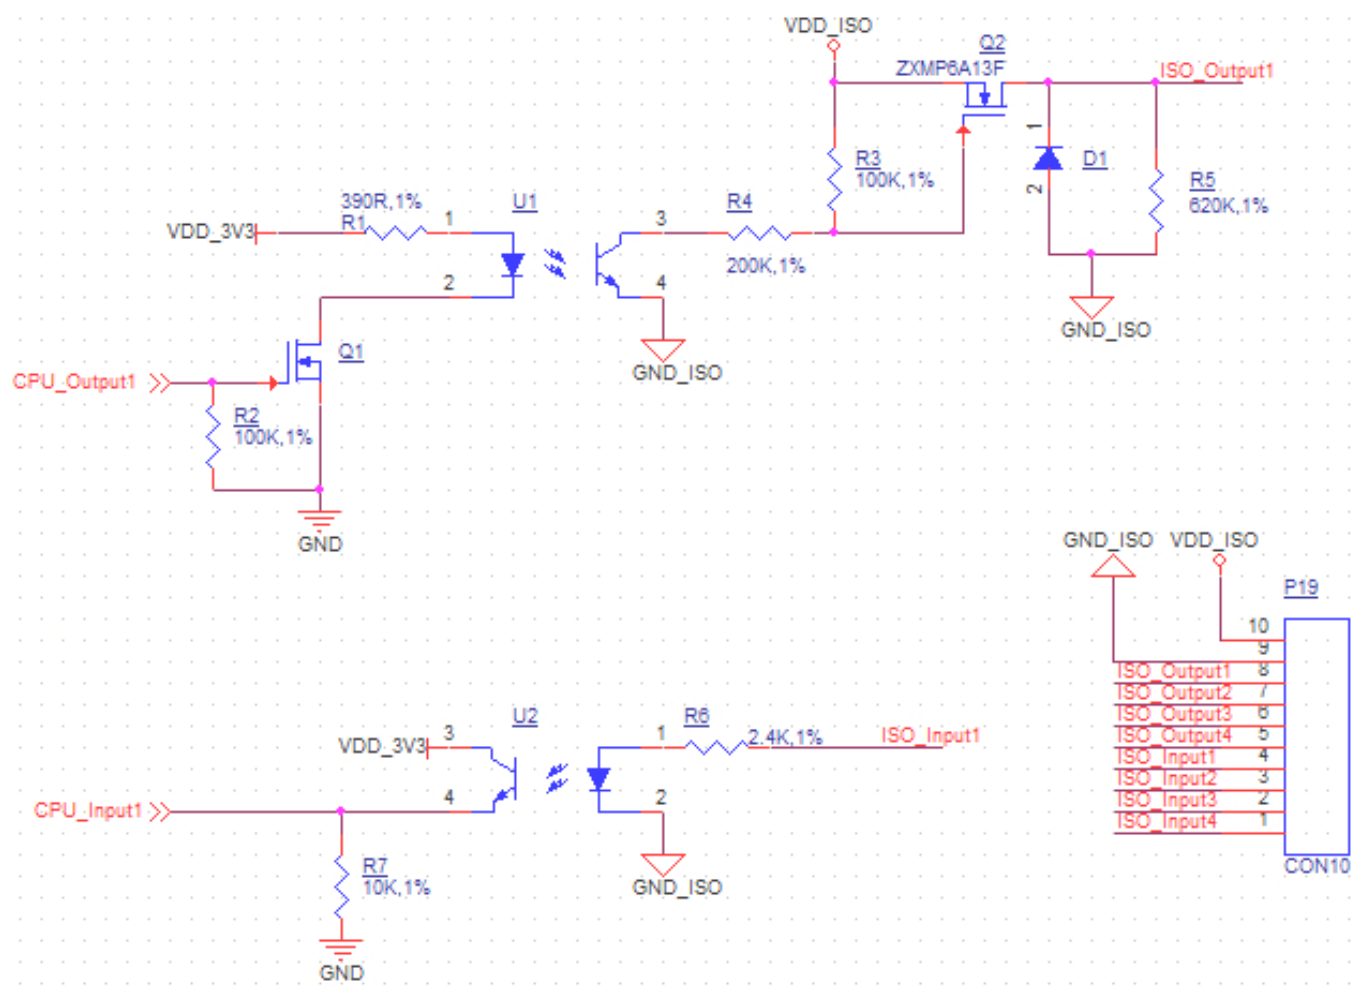 VDD_ISO
Q2
ZXMP6A13F
ISO_Output1
1
D1
2
R3
100K,1%
R5
620K,1%
390R,1%
R1
VDD_3V3
1
U1
2
3
4
R4
200K,1%
GND_ISO
GND_ISO
Q1
CPU_Output1
R2
100K,1%
GND
GND_ISO
VDD_ISO
P19
10
9
ISO_Output1 8
ISO_Output2 7
ISO_Output3 6
ISO_Output4 5
ISO_Input1 4
ISO_Input2 3
ISO_Input3 2
ISO_Input4 1
CON10
VDD_3V3
3
U2
4
1
R6
2.4K,1%
ISO_Input1
2
GND_ISO
CPU_Input1
R7
10K,1%
GND